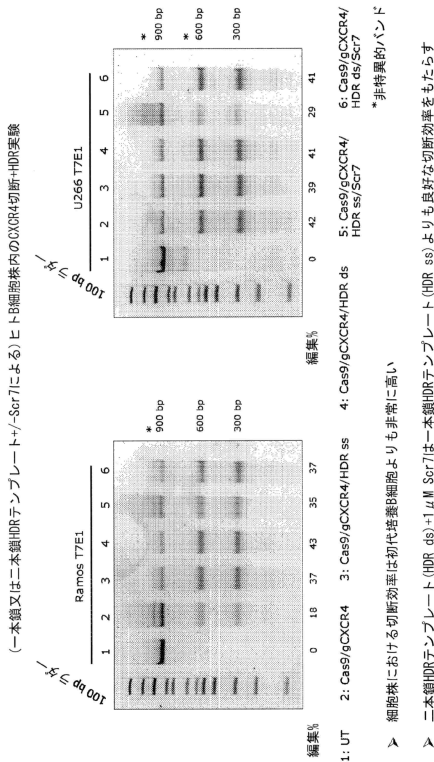 (一本鎖又は二本鎖HDRテンプレート+/-Scr7による)ヒトB細胞株内のCXCR4切断+HDR実験
Ramos T7E1
100 bp ラダー
1 2 3 4 5 6
* 900 bp
600 bp
300 bp
編集% 0 18 37 43 35 37
U266 T7E1
100 bp ラダー
1 2 3 4 5 6
* 900 bp
* 600 bp
300 bp
編集% 0 42 39 41 29 41
1: UT
2: Cas9/gCXCR4
3: Cas9/gCXCR4/HDR ss
4: Cas9/gCXCR4/HDR ds
5: Cas9/gCXCR4/
HDR ss/Scr7
6: Cas9/gCXCR4/
HDR ds/Scr7
*非特異的バンド
➢ 細胞株における切断効率は初代培養B細胞よりも非常に高い
➢ 二本鎖HDRテンプレート(HDR ds)+1μM Scr7は一本鎖HDRテンプレート(HDR ss)よりも良好な切断効率をもたらす